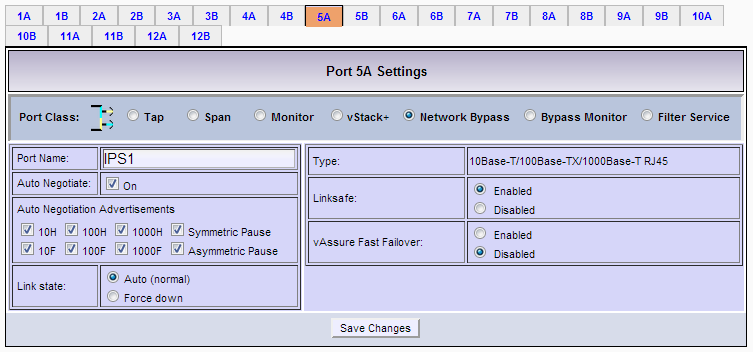 1A 1B 2A 2B 3A 3B 4A 4B 5A 5B 6A 6B 7A 7B 8A 8B 9A 9B 10A
10B 11A 11B 12A 12B
Port 5A Settings
Port Class: Tap Span Monitor vStack+ Network Bypass Bypass Monitor Filter Service
Port Name: IPS1
Auto Negotiate: On
Auto Negotiation Advertisements
10H 100H 1000H Symmetric Pause
10F 100F 1000F Asymmetric Pause
Link state: Auto (normal)
Force down
Type: 10Base-T/100Base-TX/1000Base-T RJ45
Linksafe: Enabled
Disabled
vAssure Fast Failover: Enabled
Disabled
Save Changes